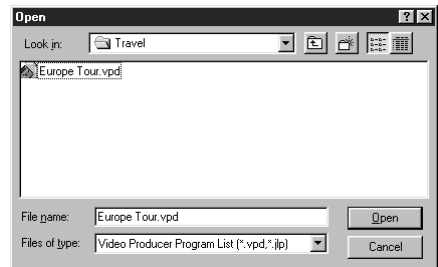 Open
Look in: Travel
Europe Tour.vpd
File name: Europe Tour.vpd Open
Files of type: Video Producer Program List (*.vpd,*.jlp) Cancel